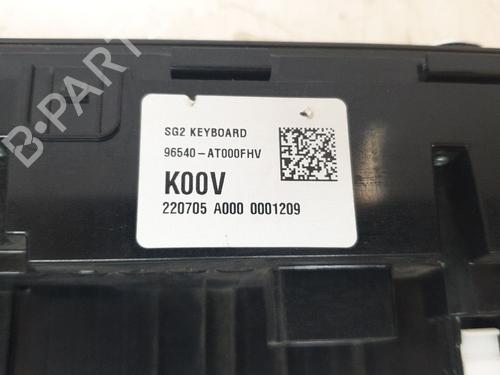 SG2 KEYBOARD
96540-AT000FHV
K00V
220705 A000 0001209
B-PARTS